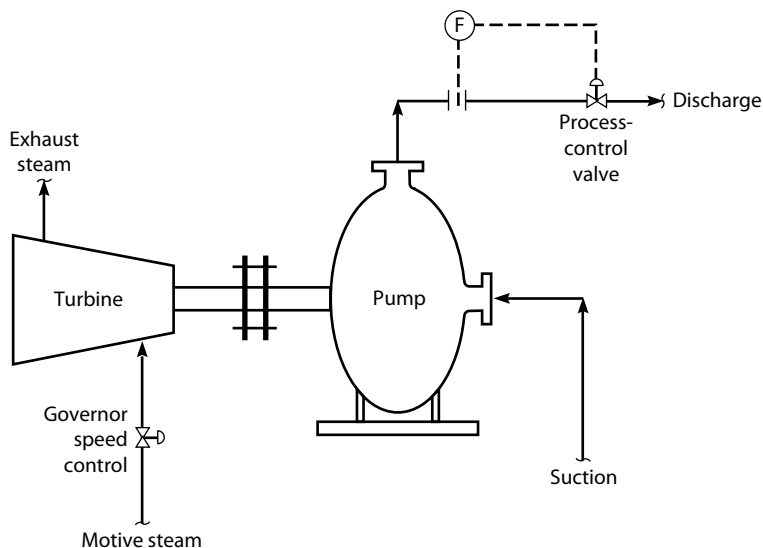 F
Discharge
Process-
control
valve
Exhaust
steam
Turbine
Pump
Governor
speed
control
Suction
Motive steam